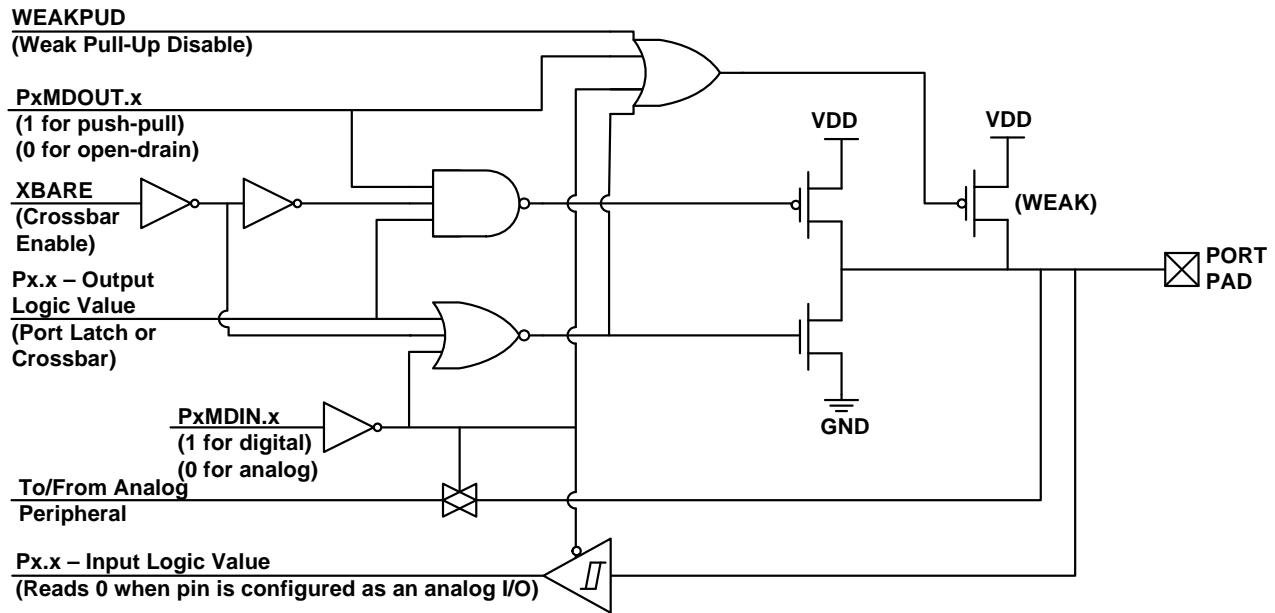 WEAKPUD
(Weak Pull-Up Disable)
PxMDOUT.x
(1 for push-pull)
(0 for open-drain)
VDD
VDD
XBARE
(Crossbar
Enable)
(WEAK)
PORT
PAD
Px.x – Output
Logic Value
(Port Latch or
Crossbar)
PxMDIN.x
(1 for digital)
(0 for analog)
GND
To/From Analog
Peripheral
Px.x – Input Logic Value
(Reads 0 when pin is configured as an analog I/O)